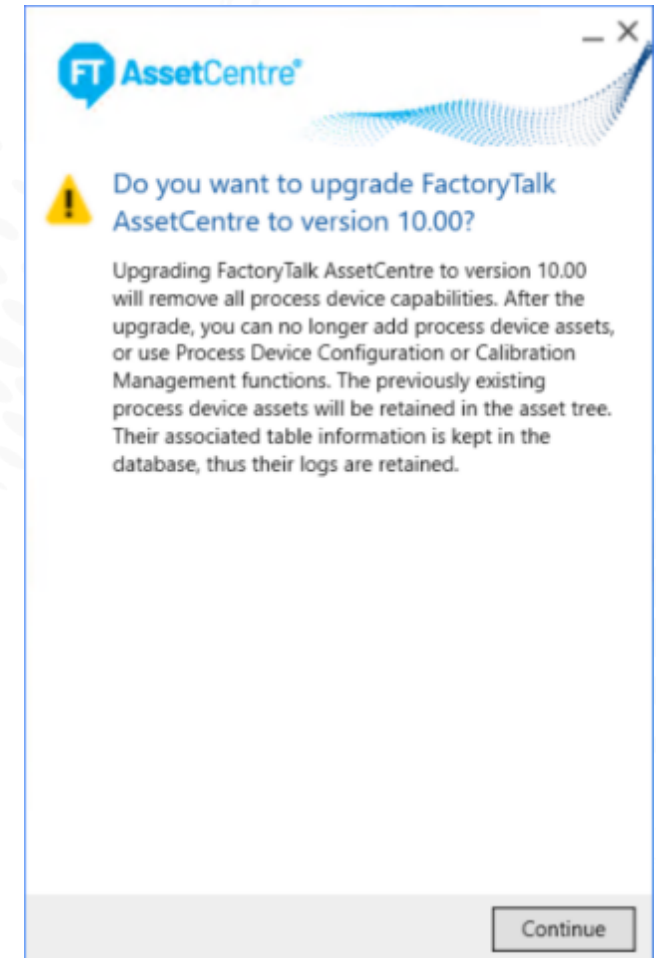 FT AssetCentre®
Do you want to upgrade FactoryTalk
AssetCentre to version 10.00?
Upgrading FactoryTalk AssetCentre to version 10.00
will remove all process device capabilities. After the
upgrade, you can no longer add process device assets,
or use Process Device Configuration or Calibration
Management functions. The previously existing
process device assets will be retained in the asset tree.
Their associated table information is kept in the
database, thus their logs are retained.
Continue